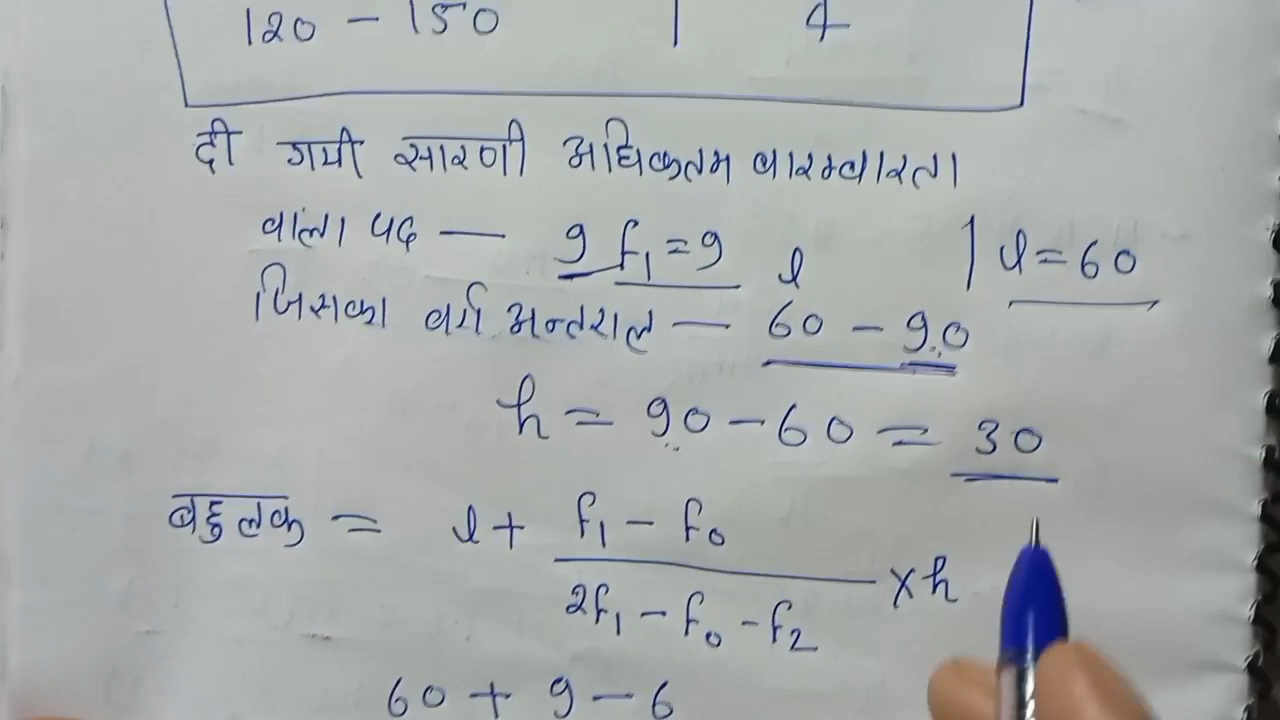 120 - 150 | 4
दी गयी सारणी अधिकतम बारम्बारता
वाला पद — 9 f₁ = 9 | l = 60
l
जिसका वर्ग अन्तराल — 60 - 90
h = 90 - 60 = 30
बहुलक = l + f₁ - f₀
2f₁ - f₀ - f₂ × h
60 + 9 - 6